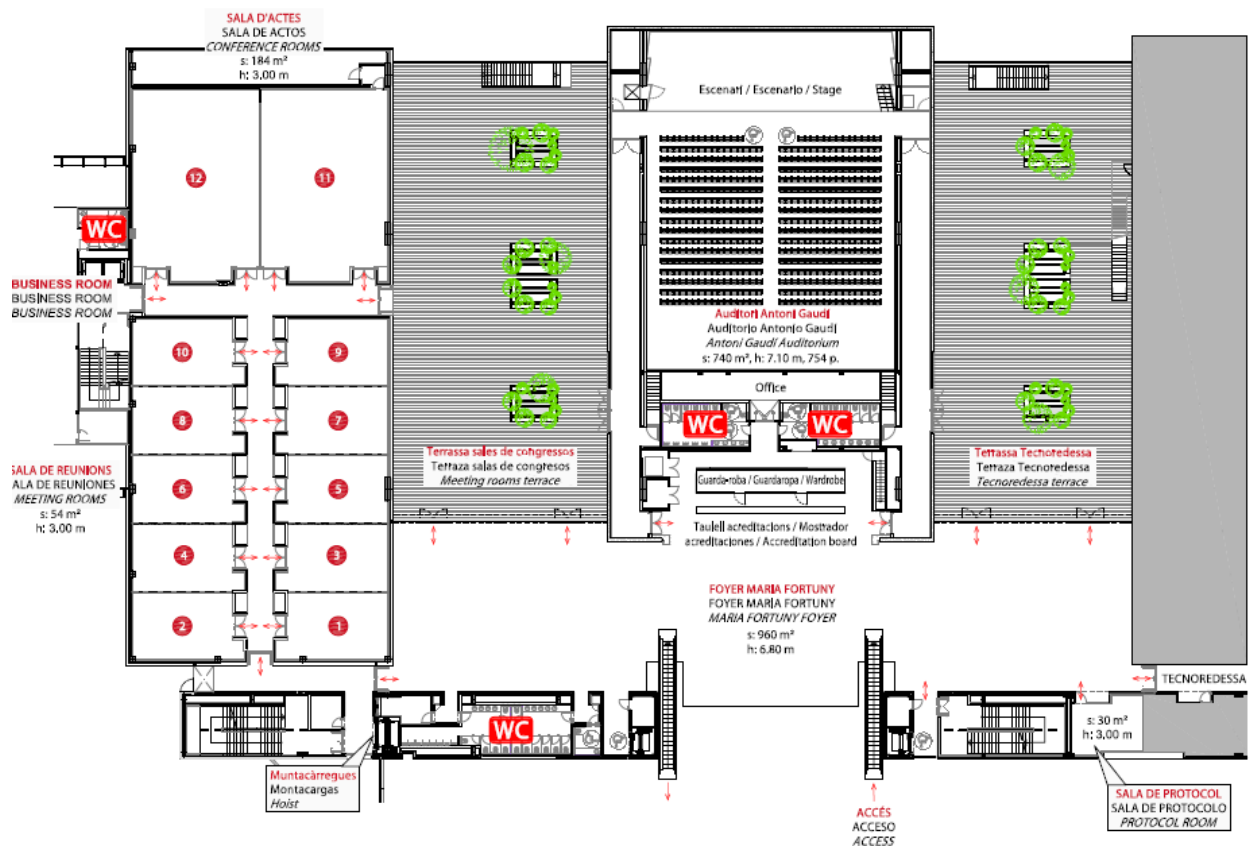 SALA D'ACTES
SALA DE ACTOS
CONFERENCE ROOMS
s: 184 m²
h: 3,00 m
Escenari / Escenario / Stage
12
11
WC
BUSINESS ROOM
BUSINESS ROOM
BUSINESS ROOM
Auditori Antoni Gaudí
Auditorio Antonio Gaudí
Antoni Gaudí Auditorium
s: 740 m², h: 7.10 m, 754 p.
10
9
Office
8
7
WC
WC
Terrassa sales de congressos
Terraza salas de congresos
Meeting rooms terrace
Terrassa Tecnoredessa
Terraza Tecnoredessa
Tecnoredessa terrace
SALA DE REUNIONS
ALA DE REUNIONES
MEETING ROOMS
s: 54 m²
h: 3,00 m
6
5
Guarda-roba / Guardaropa / Wardrobe
Taulell acreditacions / Mostrador
acreditaciones / Accreditation board
4
3
FOYER MARIA FORTUNY
FOYER MARÍA FORTUNY
MARIA FORTUNY FOYER
s: 960 m²
h: 6.80 m
2
1
TECNOREDESSA
WC
s: 30 m²
h: 3,00 m
Muntacàrregues
Montacargas
Hoist
SALA DE PROTOCOL
SALA DE PROTOCOLO
PROTOCOL ROOM
ACCÉS
ACCESO
ACCESS